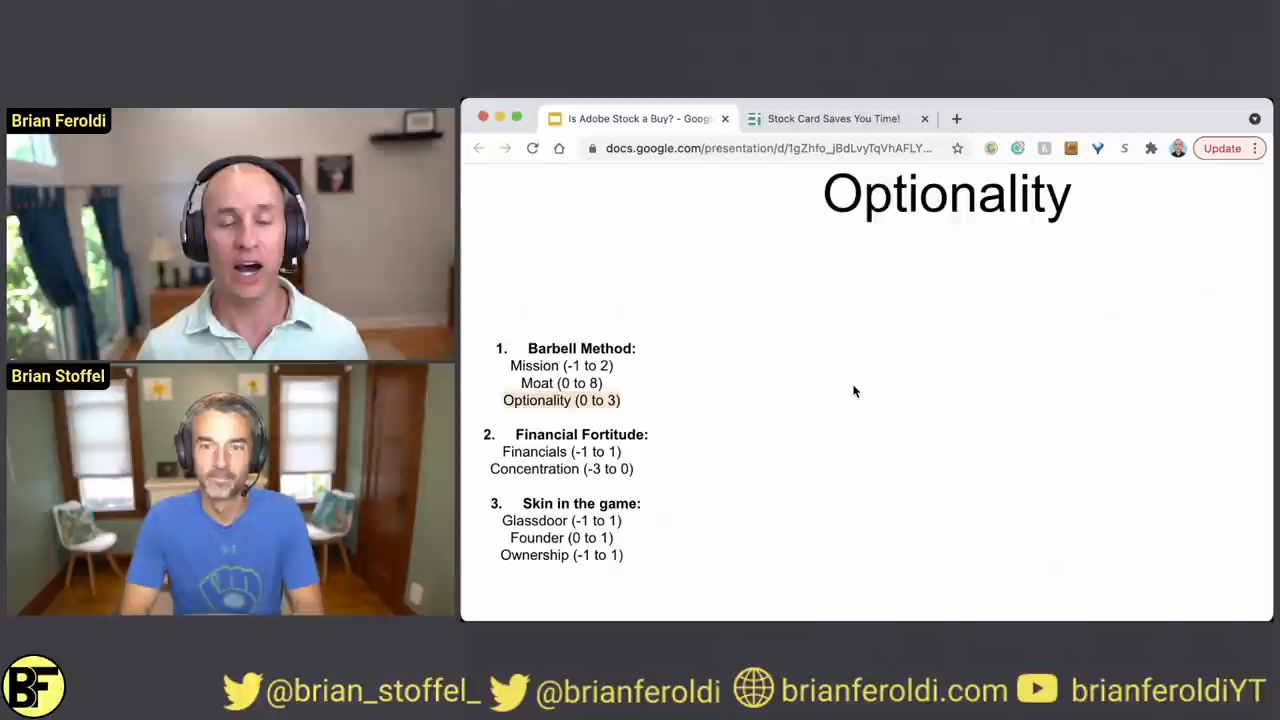 Brian Feroldi
Brian Stoffel
Is Adobe Stock a Buy? - Goog
Stock Card Saves You Time!
docs.google.com/presentation/d/1gZhfo_jBdLvyTqVhAFLY...
Update
Optionality
1. Barbell Method:
Mission (-1 to 2)
Moat (0 to 8)
Optionality (0 to 3)
2. Financial Fortitude:
Financials (-1 to 1)
Concentration (-3 to 0)
3. Skin in the game:
Glassdoor (-1 to 1)
Founder (0 to 1)
Ownership (-1 to 1)
BF
@brian_stoffel_
@brianferoldi
brianferoldi.com
brianferoldiYT